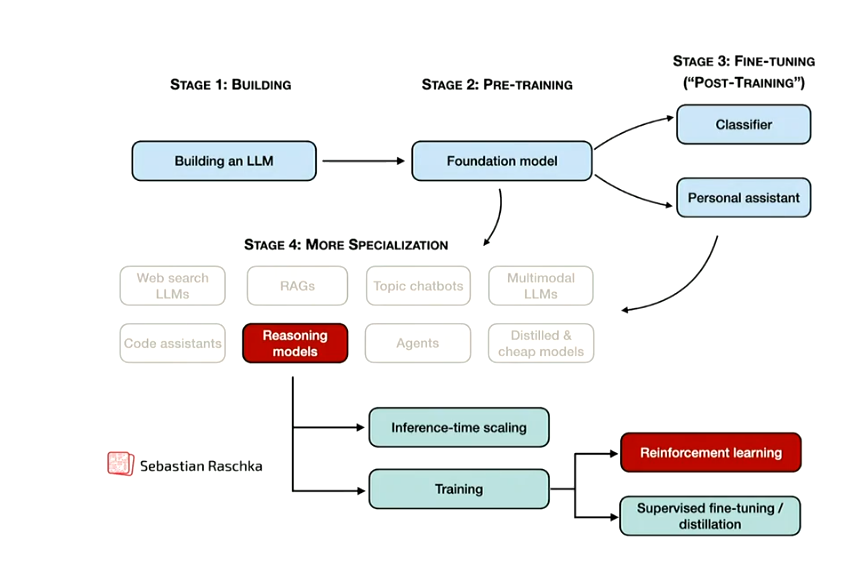 STAGE 1: BUILDING
STAGE 2: PRE-TRAINING
STAGE 3: FINE-TUNING
("POST-TRAINING")
Building an LLM
Foundation model
Classifier
Personal assistant
STAGE 4: MORE SPECIALIZATION
Web search
LLMs
RAGs
Topic chatbots
Multimodal
LLMs
Code assistants
Reasoning
models
Agents
Distilled &
cheap models
Inference-time scaling
Training
Reinforcement learning
Supervised fine-tuning /
distillation
Sebastian Raschka